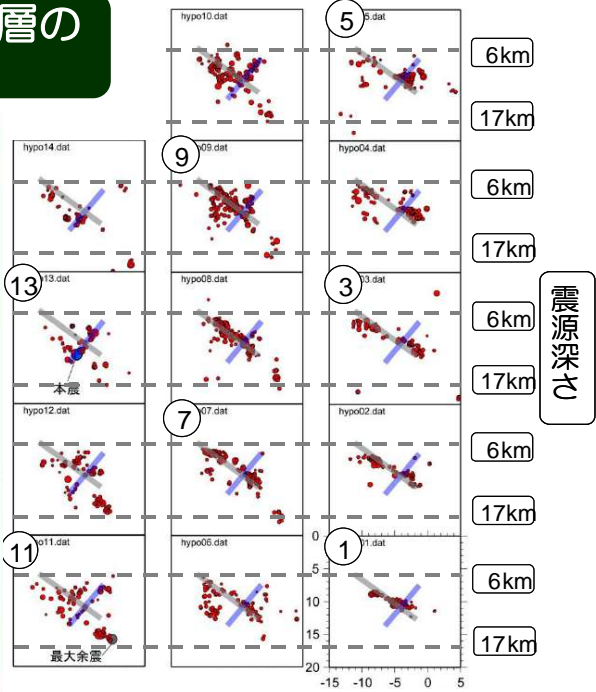 層の
hypo10.dat
5
5.dat
6km
17km
hypo14.dat
9
09.dat
hypo04.dat
6km
17km
13
13.dat
本震
hypo08.dat
3
03.dat
6km
17km
震源深さ
hypo12.dat
7
07.dat
hypo02.dat
6km
17km
11
o11.dat
最大余震
hypo06.dat
1
01.dat
6km
17km
0
5
10
15
20
-15 -10 -5 0 5